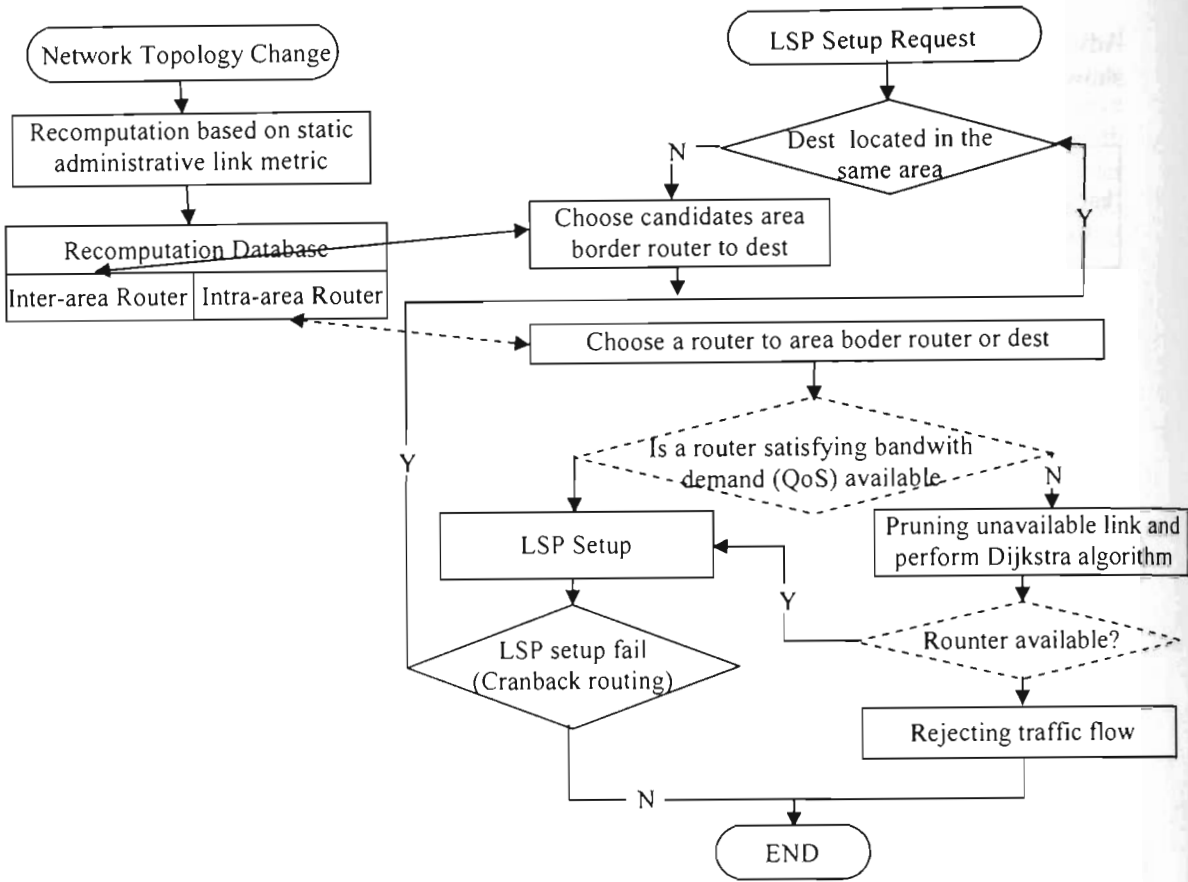 Network Topology Change
LSP Setup Request
Recomputation based on static
administrative link metric
Dest located in the
same area
N
Y
Choose candidates area
border router to dest
Recomputation Database
Inter-area Router
Intra-area Router
Choose a router to area boder router or dest
Is a router satisfying bandwith
demand (QoS) available
Y
N
LSP Setup
Pruning unavailable link and
perform Dijkstra algorithm
Y
Rounter available?
LSP setup fail
(Cranback routing)
Rejecting traffic flow
N
END